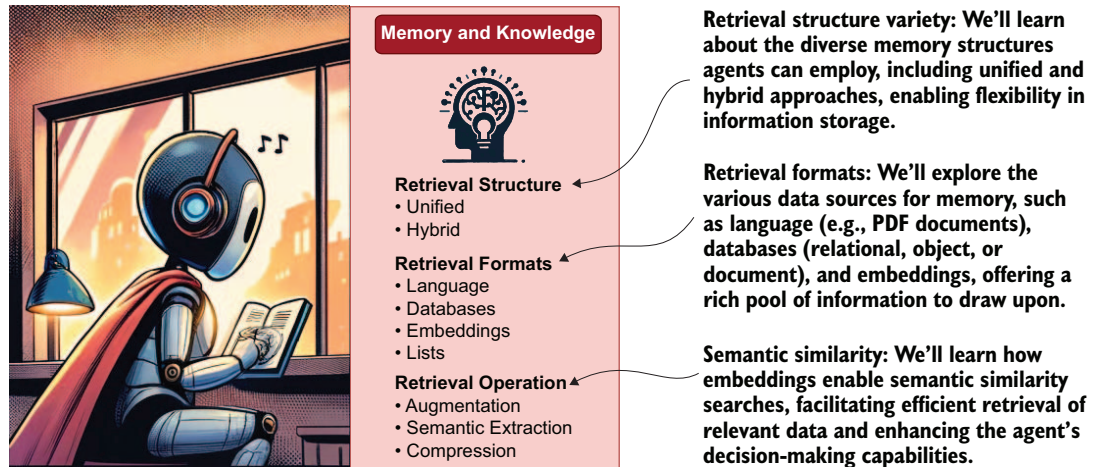 Memory and Knowledge
Retrieval Structure
• Unified
• Hybrid
Retrieval Formats
• Language
• Databases
• Embeddings
• Lists
Retrieval Operation
• Augmentation
• Semantic Extraction
• Compression
Retrieval structure variety: We’ll learn
about the diverse memory structures
agents can employ, including unified and
hybrid approaches, enabling flexibility in
information storage.
Retrieval formats: We’ll explore the
various data sources for memory, such
as language (e.g., PDF documents),
databases (relational, object, or
document), and embeddings, offering a
rich pool of information to draw upon.
Semantic similarity: We’ll learn how
embeddings enable semantic similarity
searches, facilitating efficient retrieval of
relevant data and enhancing the agent’s
decision-making capabilities.